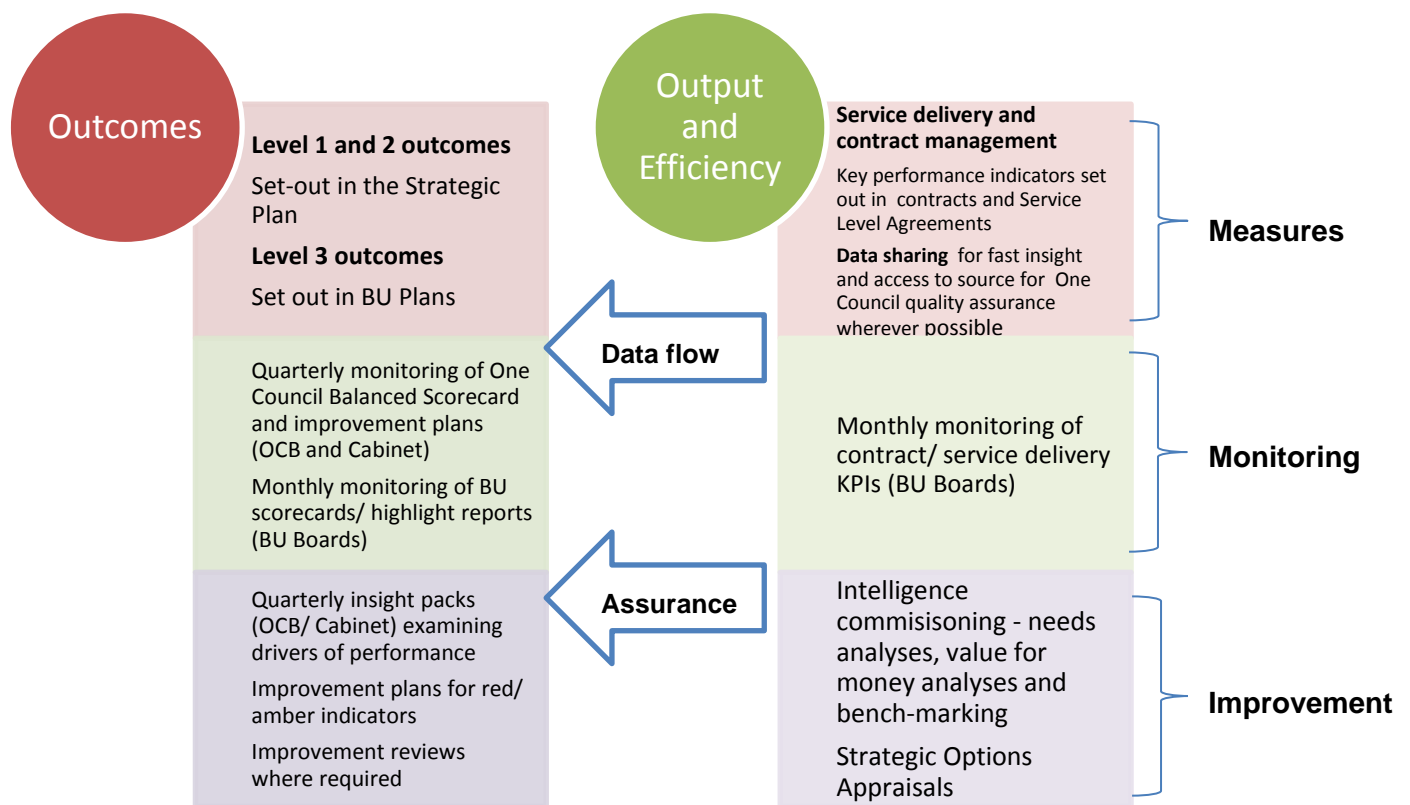 Outcomes
Level 1 and 2 outcomes
Set-out in the Strategic
Plan
Level 3 outcomes
Set out in BU Plans
Quarterly monitoring of One
Council Balanced Scorecard
and improvement plans
(OCB and Cabinet)
Monthly monitoring of BU
scorecards/ highlight reports
(BU Boards)
Quarterly insight packs
(OCB/ Cabinet) examining
drivers of performance
Improvement plans for red/
amber indicators
Improvement reviews
where required
Data flow
Assurance
Output
and
Efficiency
Service delivery and
contract management
Key performance indicators set
out in contracts and Service
Level Agreements
Data sharing for fast insight
and access to source for One
Council quality assurance
wherever possible
Monthly monitoring of
contract/ service delivery
KPIs (BU Boards)
Intelligence
commisisoning - needs
analyses, value for
money analyses and
bench-marking
Strategic Options
Appraisals
Measures
Monitoring
Improvement